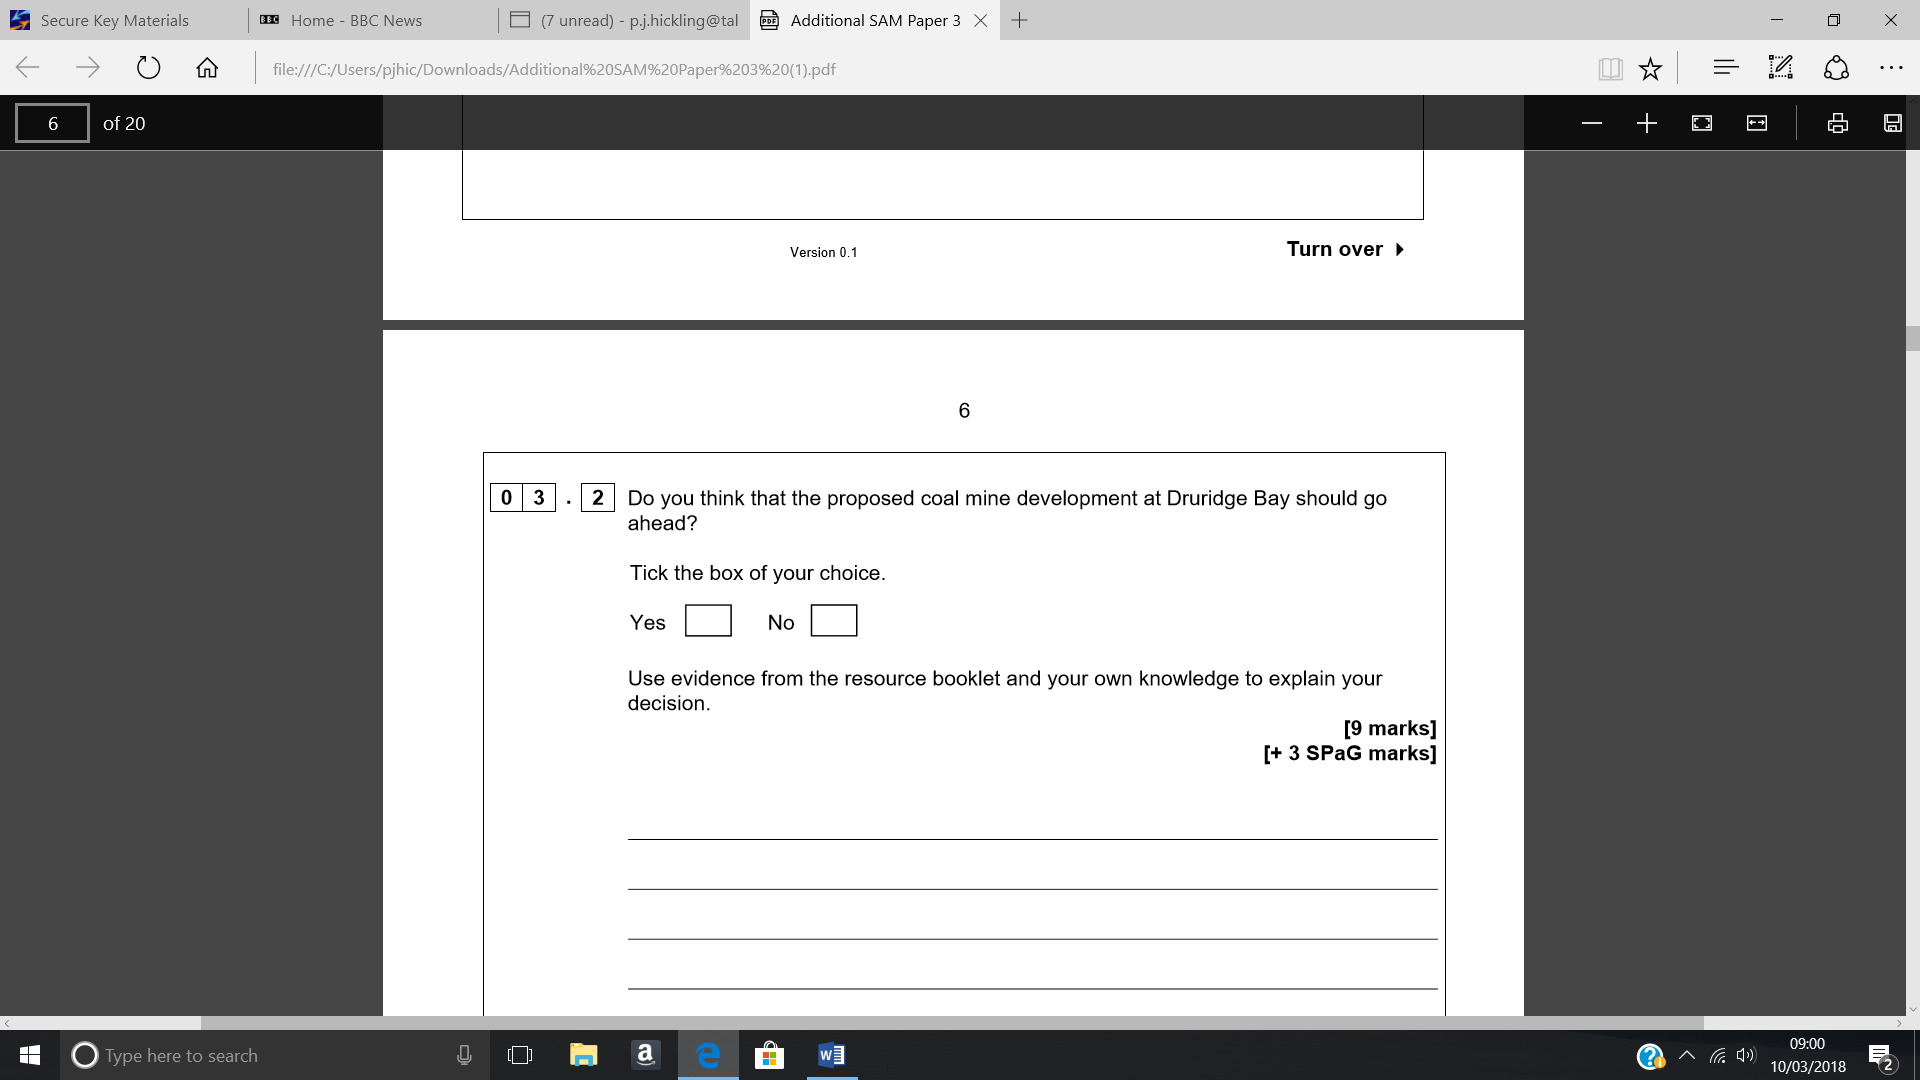 Secure Key Materials
BBC Home - BBC News
(7 unread) - p.j.hickling@tal
PDF Additional SAM Paper 3
file:///C:/Users/pjhic/Downloads/Additional%20SAM%20Paper%203%20(1).pdf
6 of 20
Version 0.1
Turn over
6
0 3 . 2 Do you think that the proposed coal mine development at Druridge Bay should go
ahead?
Tick the box of your choice.
Yes No
Use evidence from the resource booklet and your own knowledge to explain your
decision.
[9 marks]
[+ 3 SPaG marks]
Type here to search
09:00
10/03/2018
2